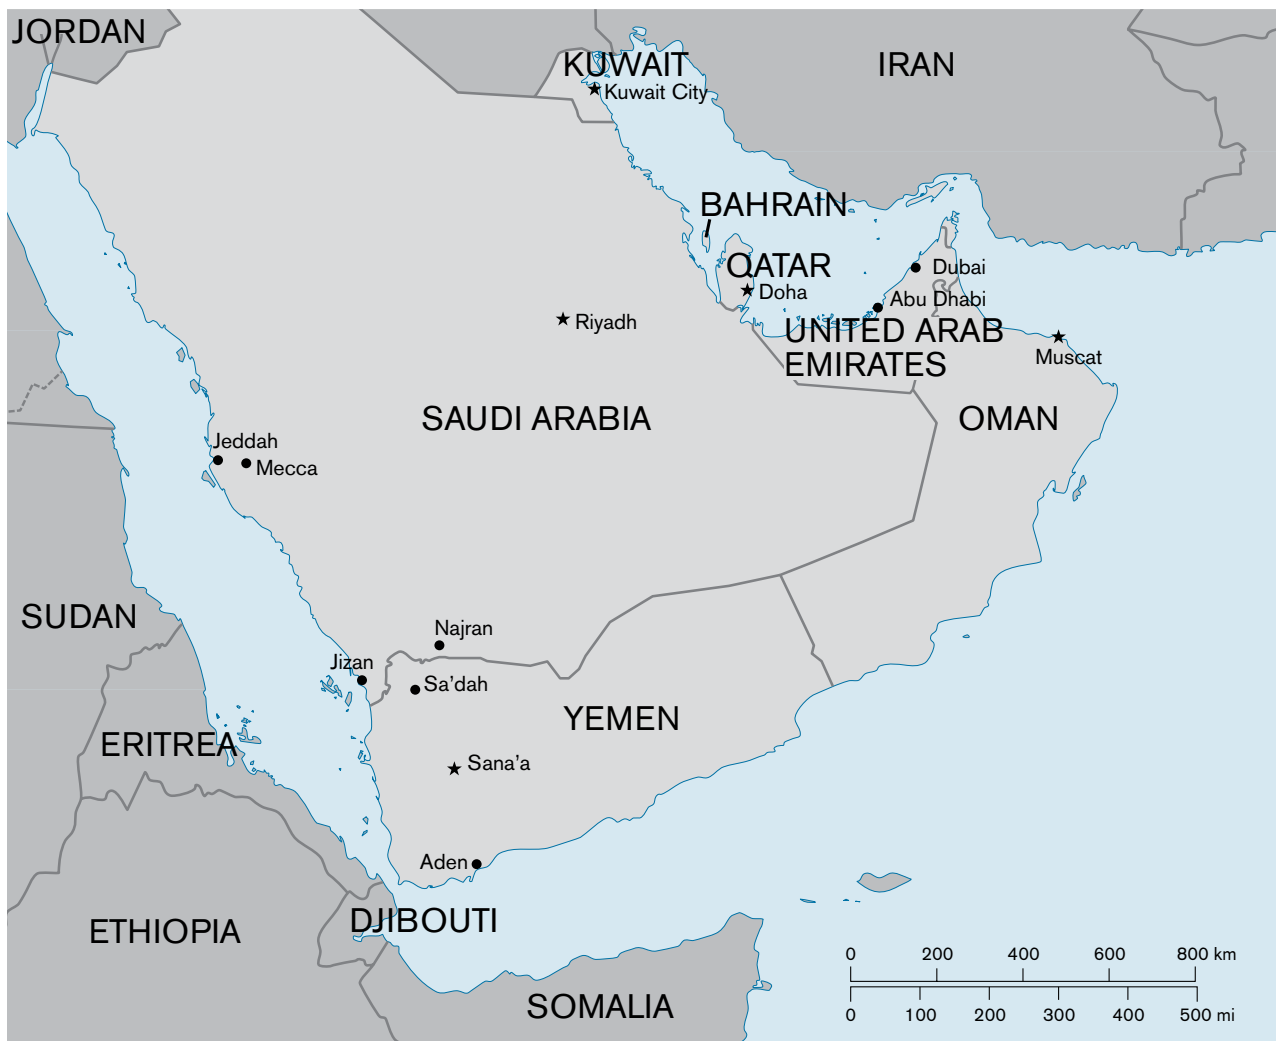 JORDAN
KUWAIT
IRAN
Kuwait City
BAHRAIN
QATAR
Dubai
Doha
Abu Dhabi
Riyadh
UNITED ARAB
EMIRATES
Muscat
SAUDI ARABIA
OMAN
Jeddah
Mecca
SUDAN
Najran
Jizan
Sa’dah
YEMEN
ERITREA
Sana’a
Aden
DJIBOUTI
ETHIOPIA
SOMALIA
0 200 400 600 800 km
0 100 200 300 400 500 mi